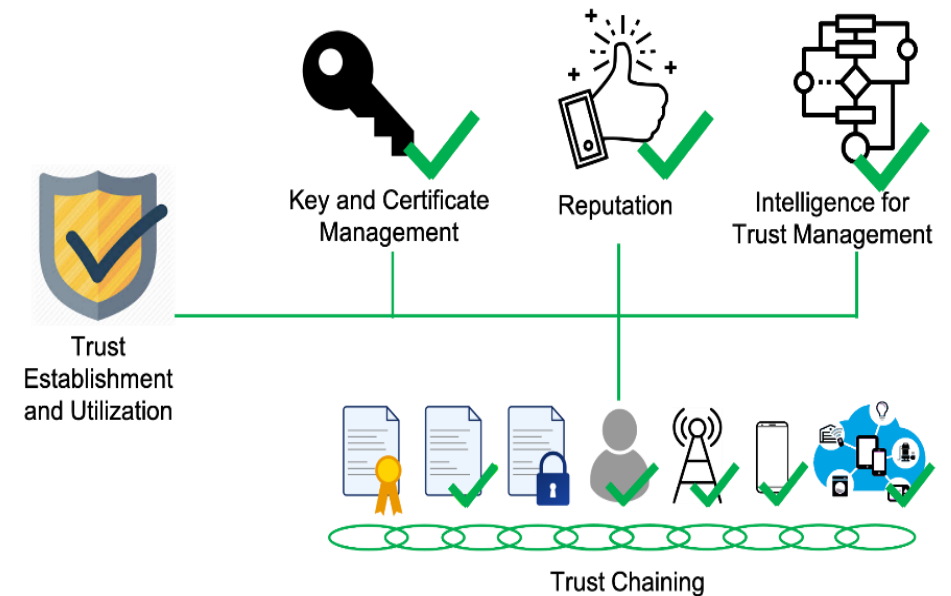 Key and Certificate
Management
Reputation
Intelligence for
Trust Management
Trust
Establishment
and Utilization
Trust Chaining